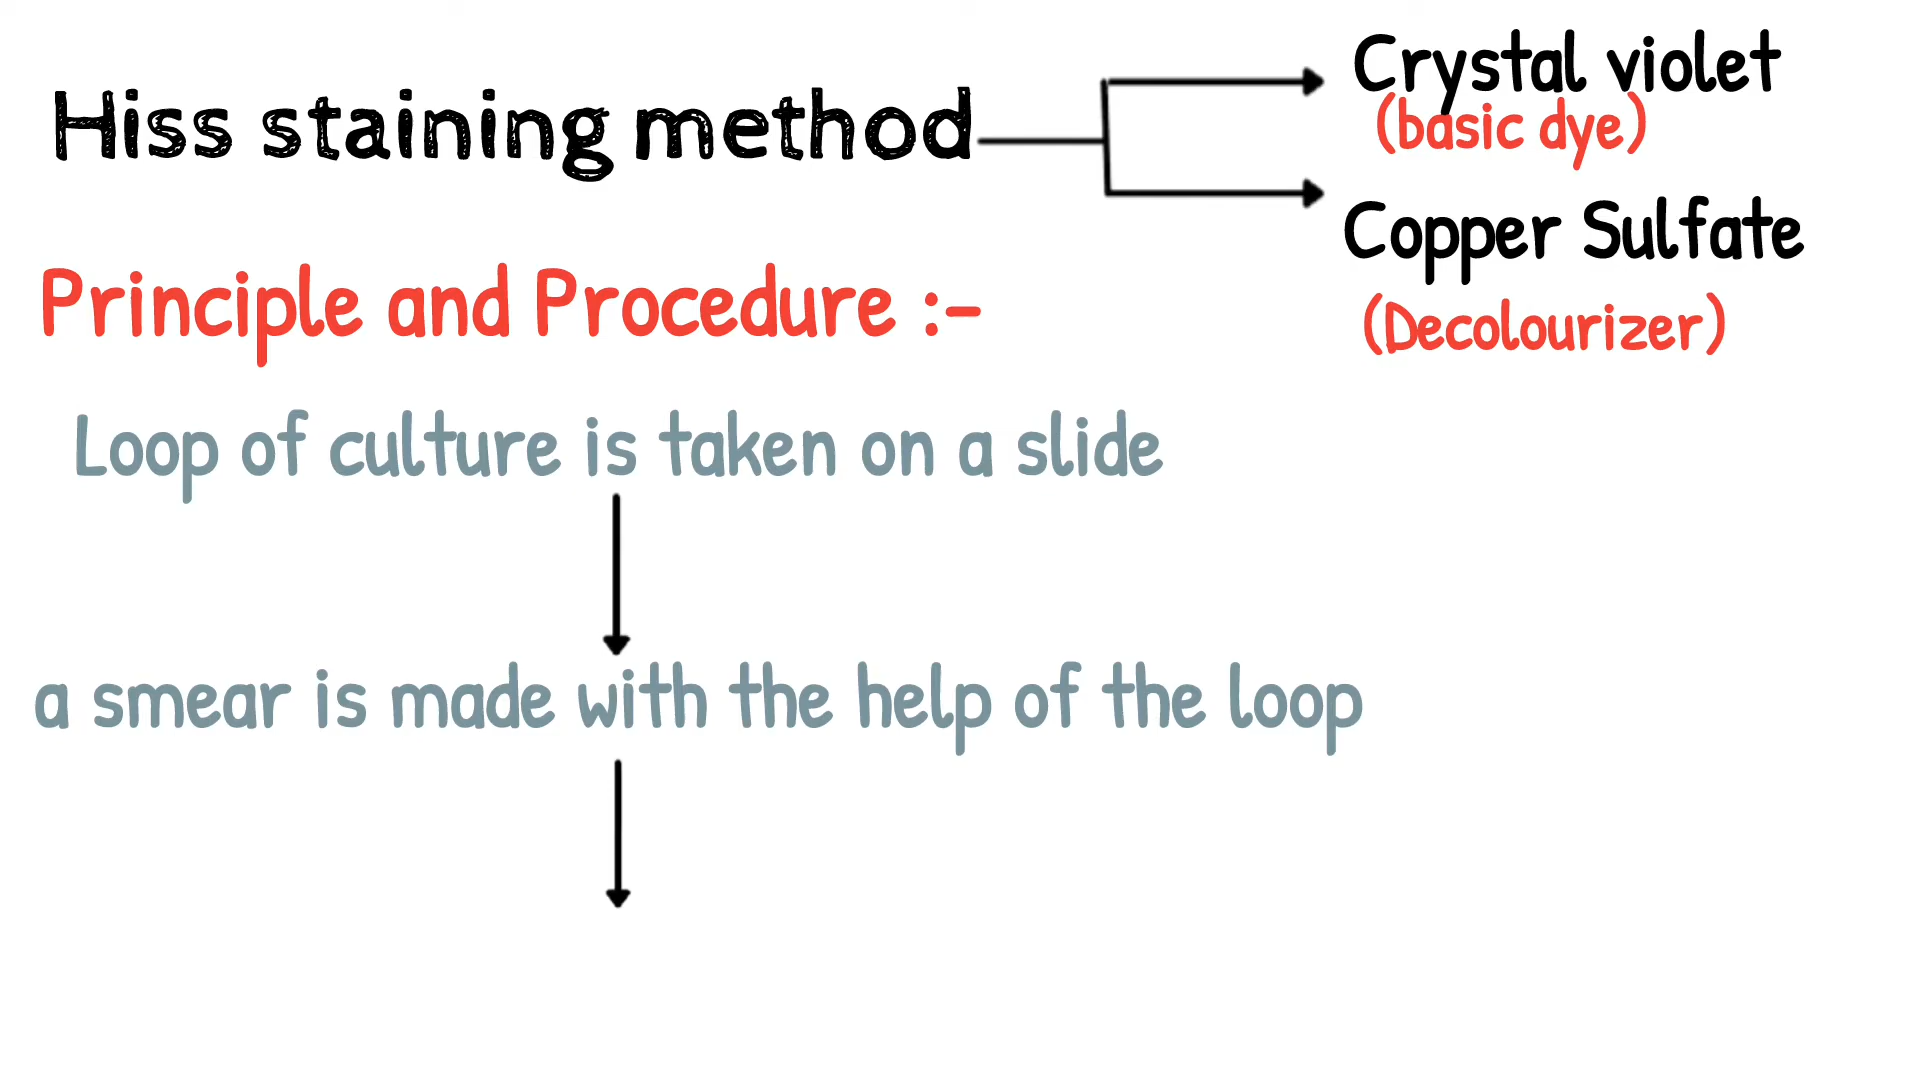 Hiss staining method
Crystal violet
(basic dye)
Copper Sulfate
(Decolourizer)
Principle and Procedure :-
Loop of culture is taken on a slide
a smear is made with the help of the loop